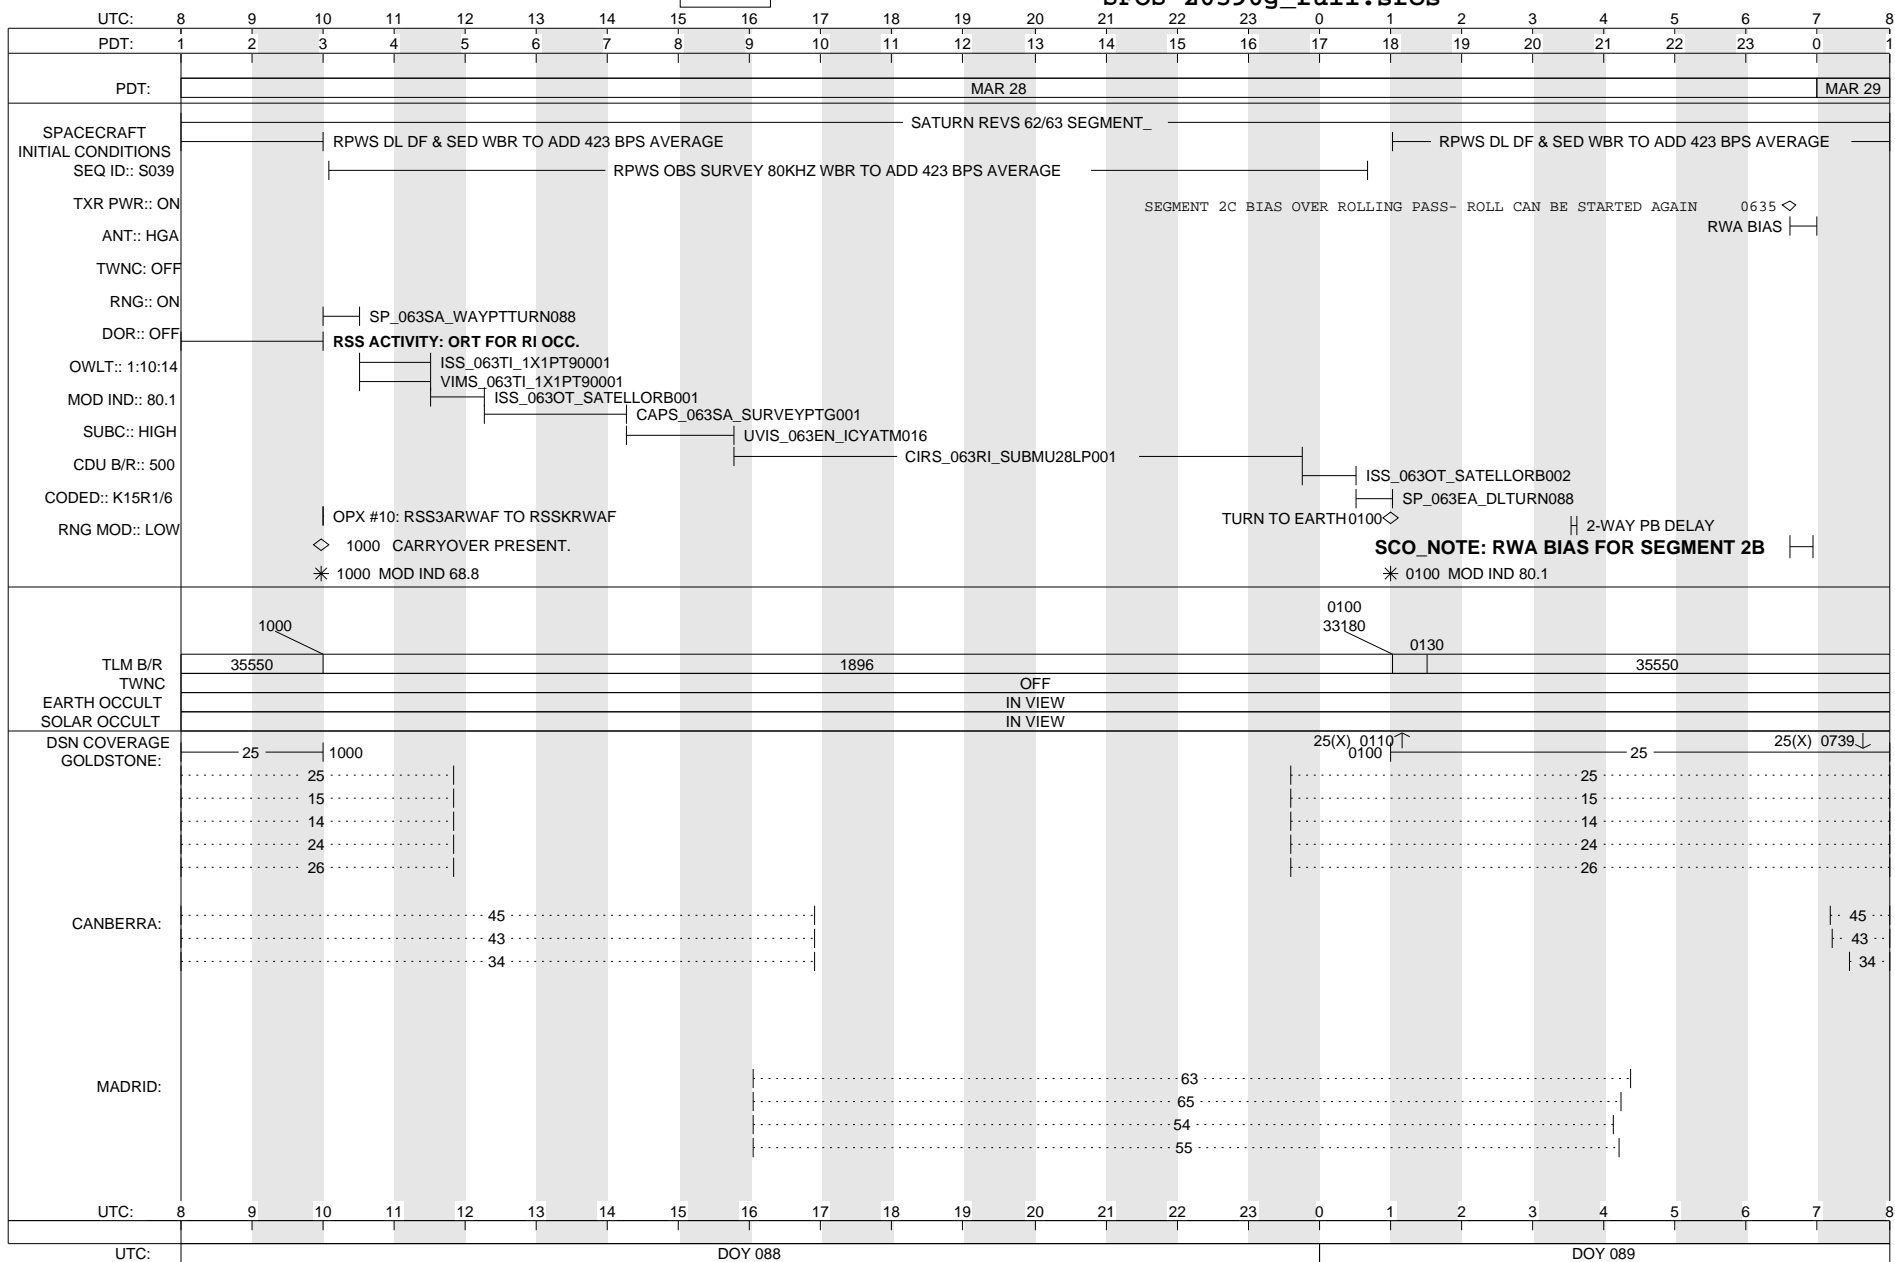 UTC: 8 9 10 11 12 13 14 15 16 17 18 19 20 21 22 23 0 1 2 3 4 5 6 7 8
PDT: 1 2 3 4 5 6 7 8 9 10 11 12 13 14 15 16 17 18 19 20 21 22 23 0 1
PDT: MAR 28 MAR 29
SATURN REVS 62/63 SEGMENT_
SPACECRAFT
INITIAL CONDITIONS
RPWS DL DF & SED WBR TO ADD 423 BPS AVERAGE RPWS DL DF & SED WBR TO ADD 423 BPS AVERAGE
SEQ ID:: S039 RPWS OBS SURVEY 80KHZ WBR TO ADD 423 BPS AVERAGE
TXR PWR:: ON SEGMENT 2C BIAS OVER ROLLING PASS- ROLL CAN BE STARTED AGAIN 0635
ANT:: HGA RWA BIAS
TWNC: OFF
RNG:: ON
SP_063SA_WAYPTTURN088
DOR:: OFF RSS ACTIVITY: ORT FOR RI OCC.
OWLT:: 1:10:14 ISS_063TI_1X1PT90001
VIMS_063TI_1X1PT90001
MOD IND:: 80.1 ISS_063OT_SATELLORB001
CAPS_063SA_SURVEYPTG001
SUBC:: HIGH UVIS_063EN_ICYATM016
CDU B/R:: 500 CIRS_063RI_SUBMU28LP001
ISS_063OT_SATELLORB002
CODED:: K15R1/6 SP_063EA_DLTURN088
OPX #10: RSS3ARWAF TO RSSKRWAF TURN TO EARTH 0100
RNG MOD:: LOW 2-WAY PB DELAY
1000 CARRYOVER PRESENT. SCO_NOTE: RWA BIAS FOR SEGMENT 2B
1000 MOD IND 68.8 0100 MOD IND 80.1
0100
1000 33180
0130
TLM B/R 35550 1896 35550
TWNC OFF
EARTH OCCULT IN VIEW
SOLAR OCCULT IN VIEW
DSN COVERAGE 25(X) 0110 25(X) 0739
GOLDSTONE: 25 1000 0100 25
25 25
15 15
14 14
24 24
26 26
CANBERRA: 45 45
43 43
34 34
MADRID: 63
65
54
55
UTC: 8 9 10 11 12 13 14 15 16 17 18 19 20 21 22 23 0 1 2 3 4 5 6 7 8
UTC: DOY 088 DOY 089